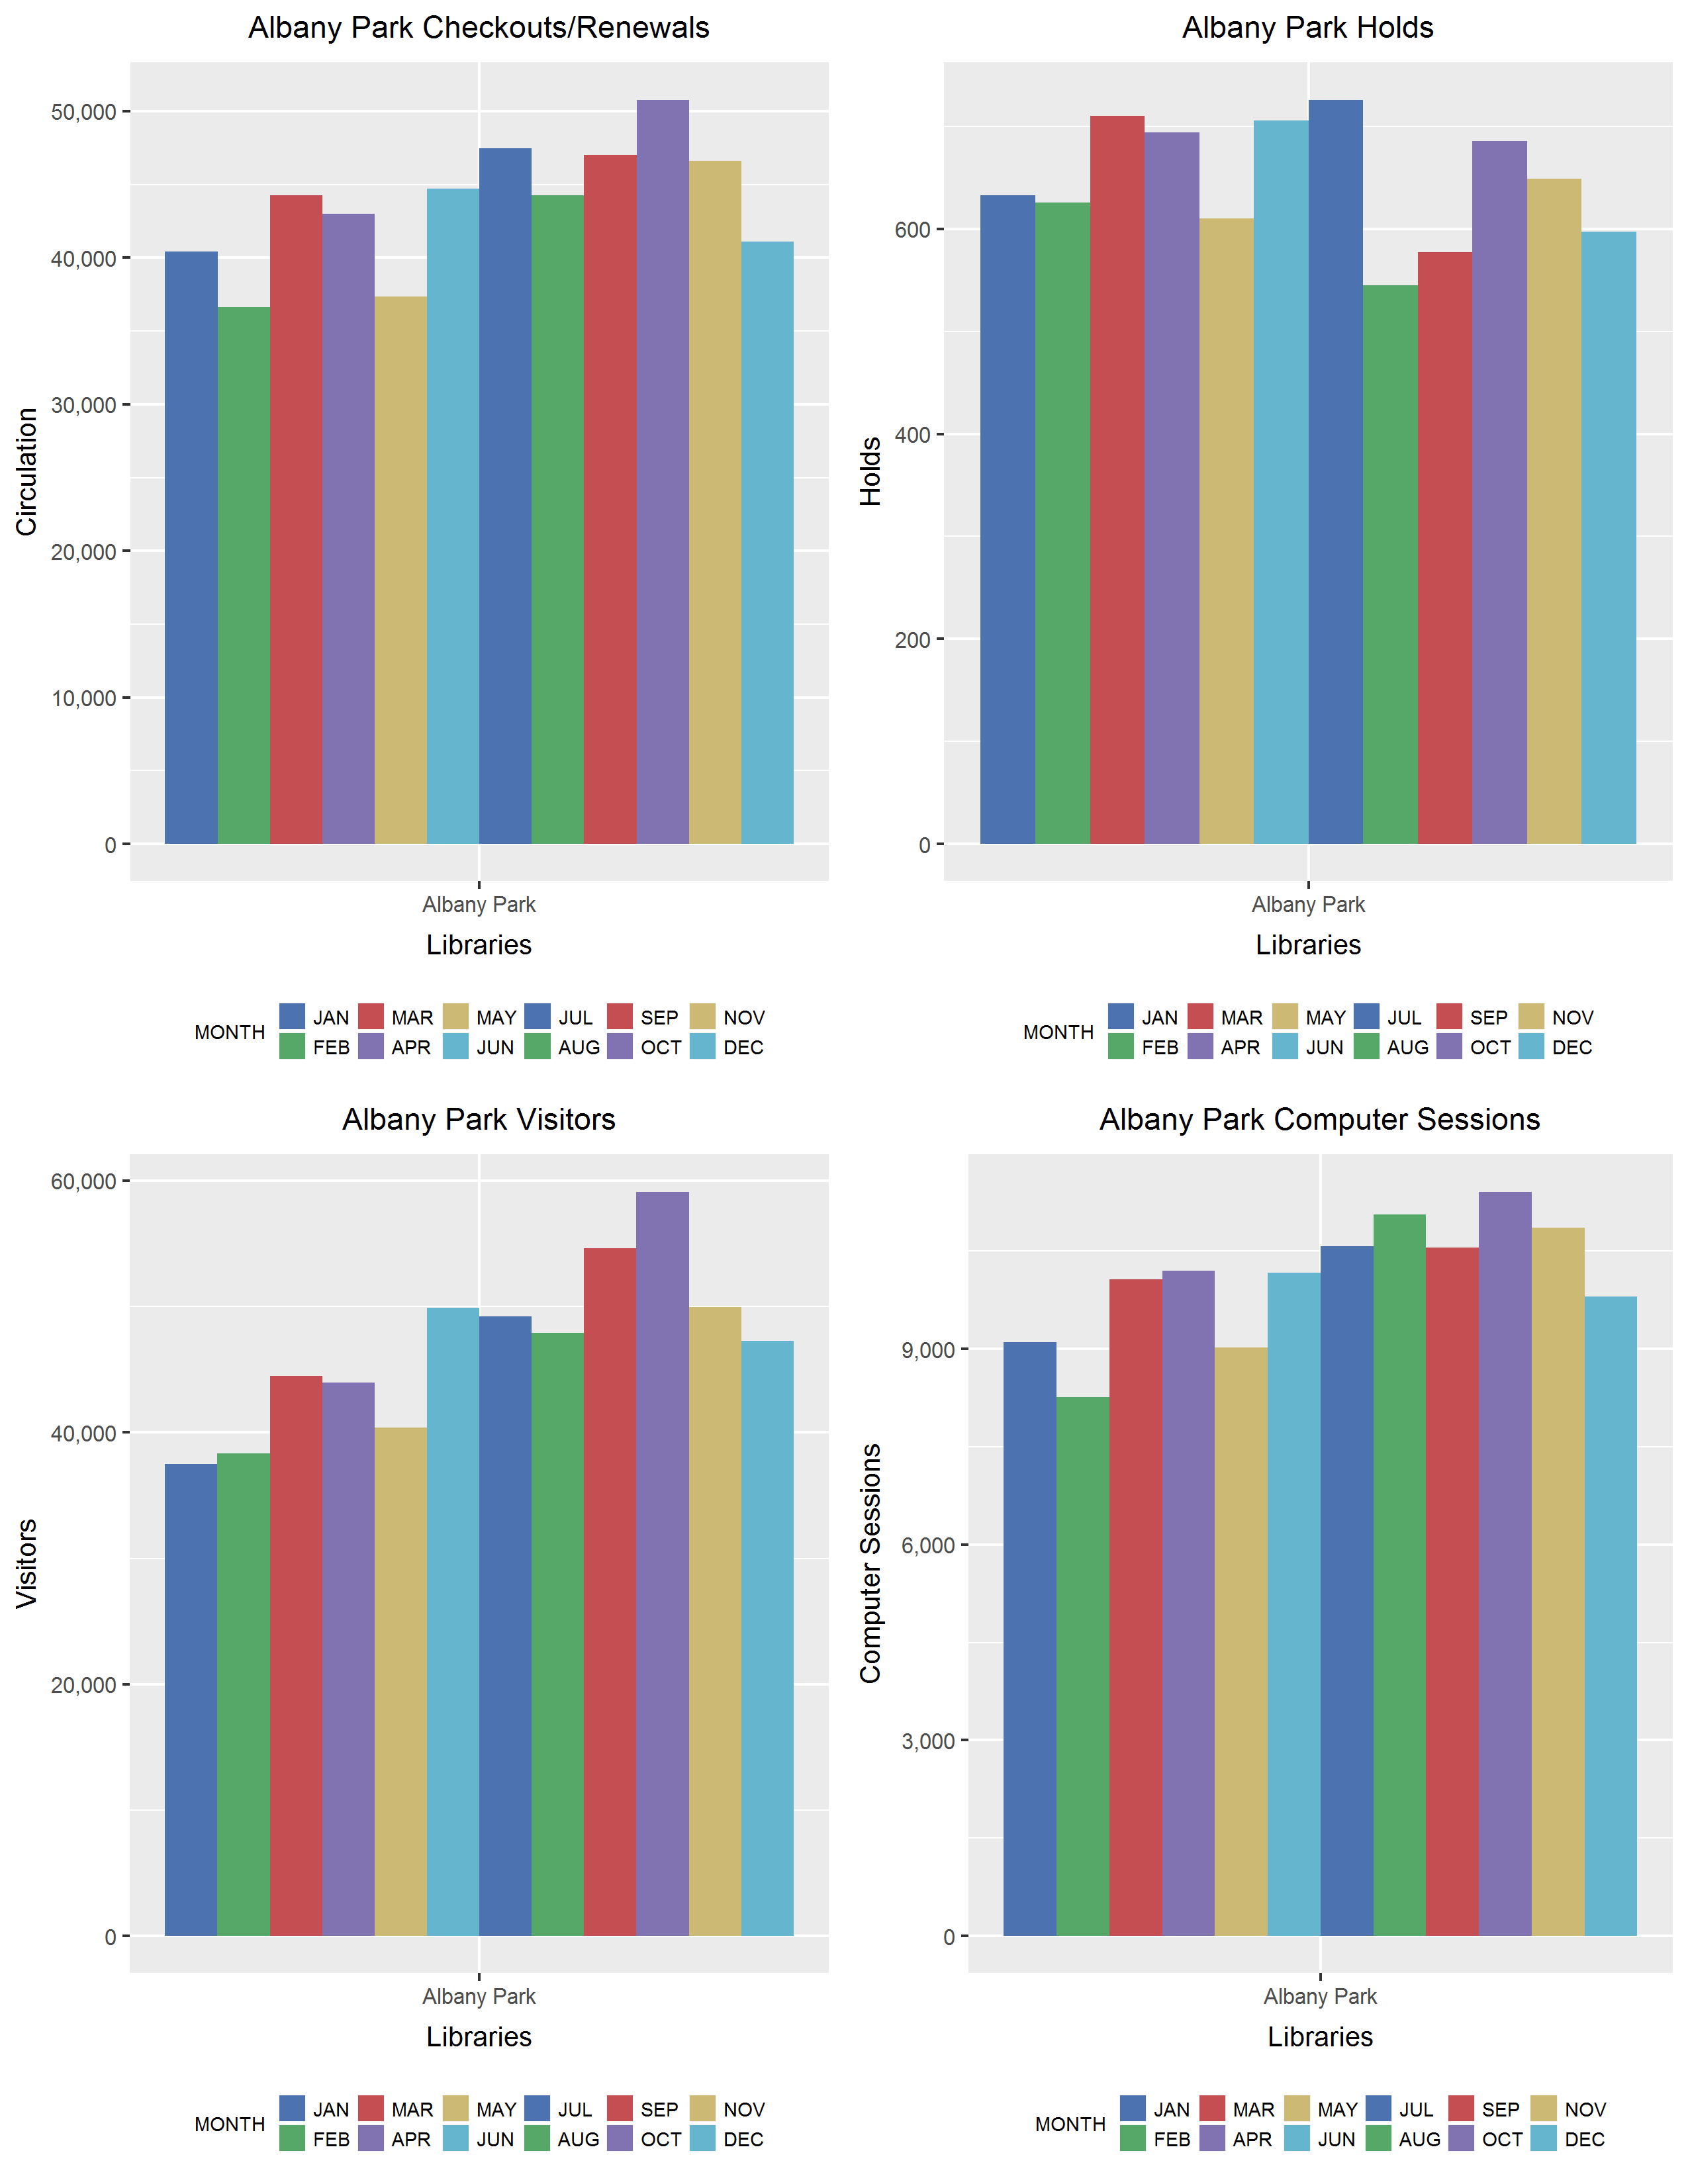 Albany Park Checkouts/Renewals
50,000
40,000
30,000
20,000
10,000
0
Circulation
Albany Park
Libraries
MONTH
JAN MAR MAY JUL SEP NOV
FEB APR JUN AUG OCT DEC
Albany Park Holds
600
400
200
0
Holds
Albany Park
Libraries
MONTH
JAN MAR MAY JUL SEP NOV
FEB APR JUN AUG OCT DEC
Albany Park Visitors
60,000
40,000
20,000
0
Visitors
Albany Park
Libraries
MONTH
JAN MAR MAY JUL SEP NOV
FEB APR JUN AUG OCT DEC
Albany Park Computer Sessions
9,000
6,000
3,000
0
Computer Sessions
Albany Park
Libraries
MONTH
JAN MAR MAY JUL SEP NOV
FEB APR JUN AUG OCT DEC